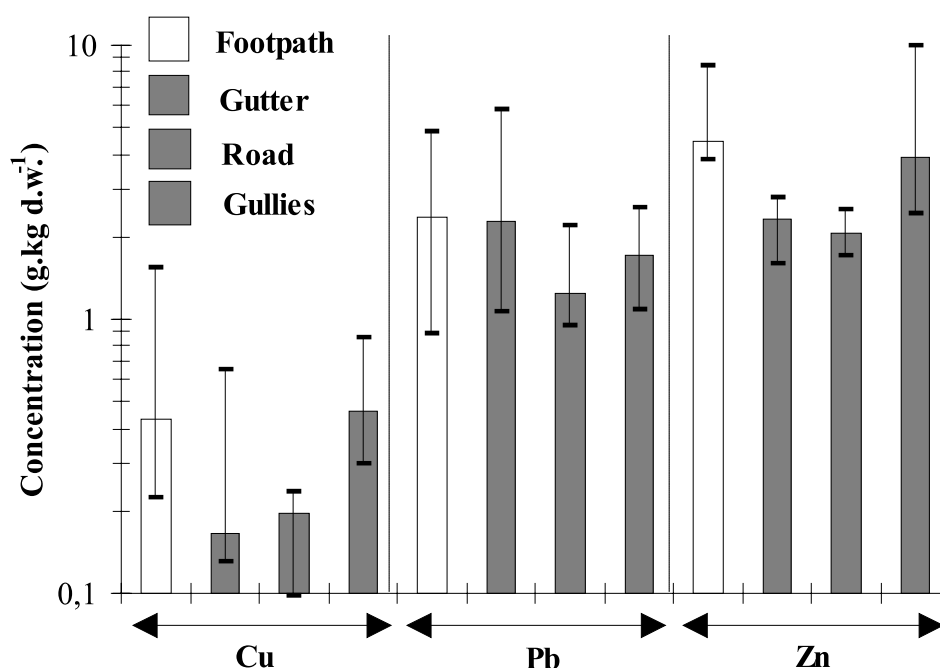 Footpath
Gutter
Road
Gullies
10
1
0,1
Concentration (g.kg d.w.-1)
Cu
Pb
Zn